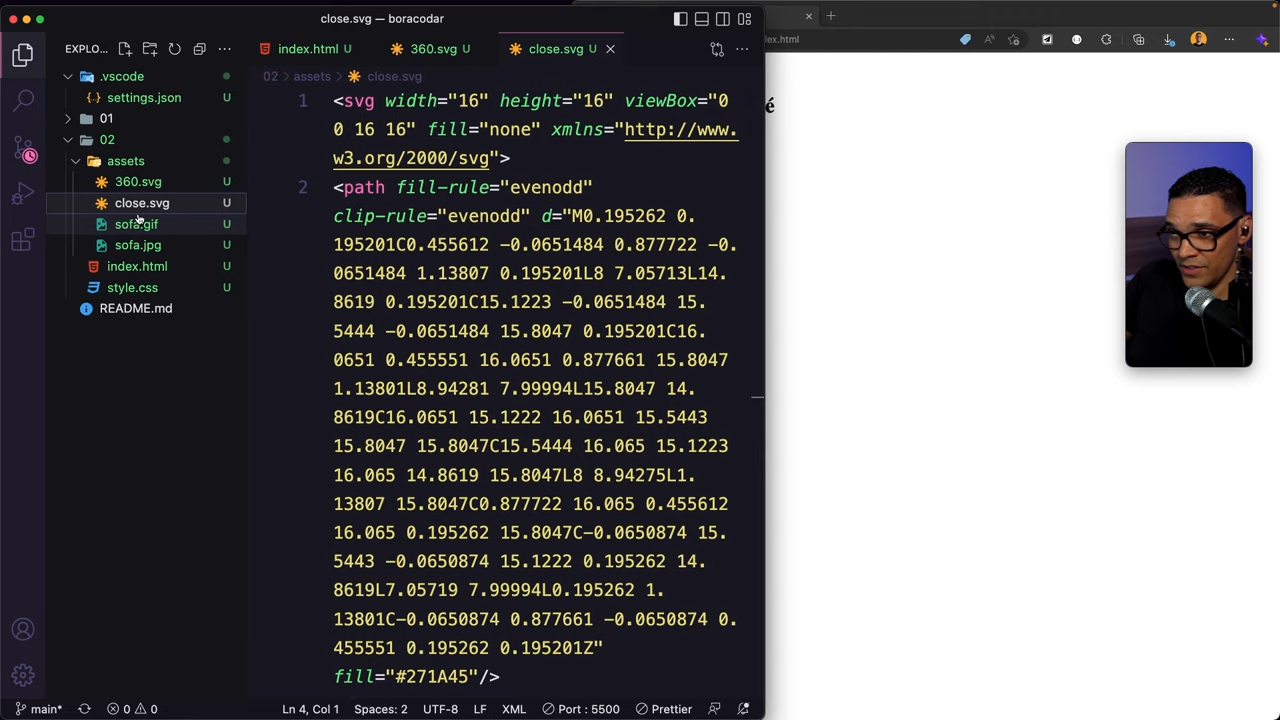 close.svg — boracodar
EXPLO...
index.html U
360.svg U
close.svg U
ex.html
.vscode
settings.json U
01
02
assets
360.svg U
close.svg U
sofa.gif U
sofa.jpg U
index.html U
style.css U
README.md
02 > assets > close.svg
1 <svg width="16" height="16" viewBox="0
0 16 16" fill="none" xmlns="http://www.
w3.org/2000/svg">
2 <path fill-rule="evenodd"
clip-rule="evenodd" d="M0.195262 0.
195201C0.455612 -0.0651484 0.877722 -0.
0651484 1.13807 0.195201L8 7.05713L14.
8619 0.195201C15.1223 -0.0651484 15.
5444 -0.0651484 15.8047 0.195201C16.
0651 0.455551 16.0651 0.877661 15.8047
1.13801L8.94281 7.99994L15.8047 14.
8619C16.0651 15.1222 16.0651 15.5443
15.8047 15.8047C15.5444 16.065 15.1223
16.065 14.8619 15.8047L8 8.94275L1.
13807 15.8047C0.877722 16.065 0.455612
16.065 0.195262 15.8047C-0.0650874 15.
5443 -0.0650874 15.1222 0.195262 14.
8619L7.05719 7.99994L0.195262 1.
13801C-0.0650874 0.877661 -0.0650874 0.
455551 0.195262 0.195201Z"
fill="#271A45"/>
é
main* 0 0 Ln 4, Col 1 Spaces: 2 UTF-8 LF XML Port : 5500 Prettier